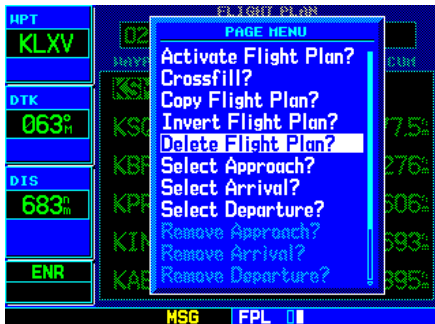 FLIGHT PLAN
WPT
KLXV
02
PAGE MENU
CUM
Activate Flight Plan?
Crossfill?
Copy Flight Plan?
Invert Flight Plan?
Delete Flight Plan?
Select Approach?
Select Arrival?
Select Departure?
Remove Approach?
Remove Arrival?
Remove Departure?
DTK
063°M
DIS
683nm
ENR
MSG FPL